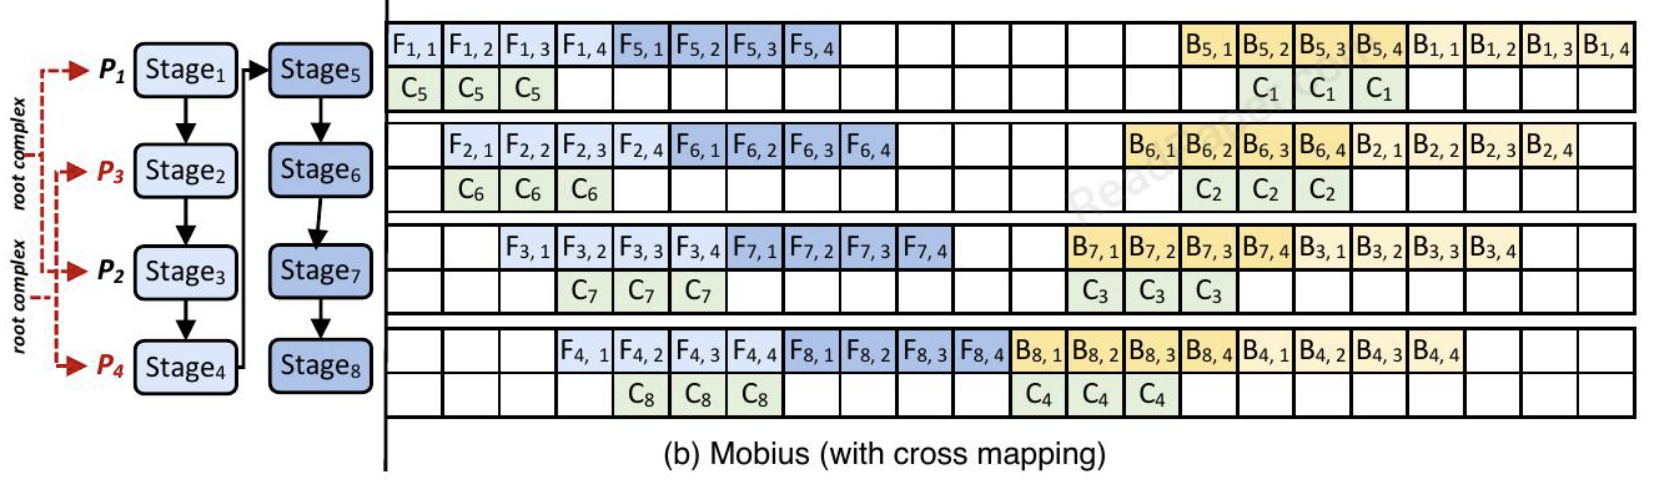 P1 Stage1 Stage5 F1, 1 F1, 2 F1, 3 F1, 4 F5, 1 F5, 2 F5, 3 F5, 4 B5, 1 B5, 2 B5, 3 B5, 4 B1, 1 B1, 2 B1, 3 B1, 4
C5 C5 C5 C1 C1 C1
root complex
P3 Stage2 Stage6 F2, 1 F2, 2 F2, 3 F2, 4 F6, 1 F6, 2 F6, 3 F6, 4 B6, 1 B6, 2 B6, 3 B6, 4 B2, 1 B2, 2 B2, 3 B2, 4
C6 C6 C6 C2 C2 C2
P2 Stage3 Stage7 F3, 1 F3, 2 F3, 3 F3, 4 F7, 1 F7, 2 F7, 3 F7, 4 B7, 1 B7, 2 B7, 3 B7, 4 B3, 1 B3, 2 B3, 3 B3, 4
C7 C7 C7 C3 C3 C3
root complex
P4 Stage4 Stage8 F4, 1 F4, 2 F4, 3 F4, 4 F8, 1 F8, 2 F8, 3 F8, 4 B8, 1 B8, 2 B8, 3 B8, 4 B4, 1 B4, 2 B4, 3 B4, 4
C8 C8 C8 C4 C4 C4
(b) Mobius (with cross mapping)